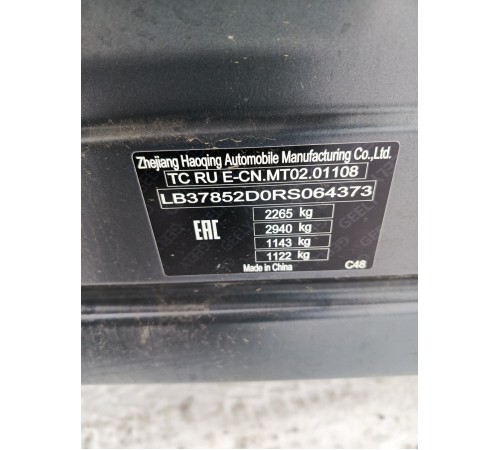 Zhejiang Haoqing Automobile Manufacturing Co.,Ltd.
TC RU E-CN.MT02.01108
LB37852D0RS064373
EAC
2265 kg
2940 kg
1143 kg
1122 kg
Made in China
C48